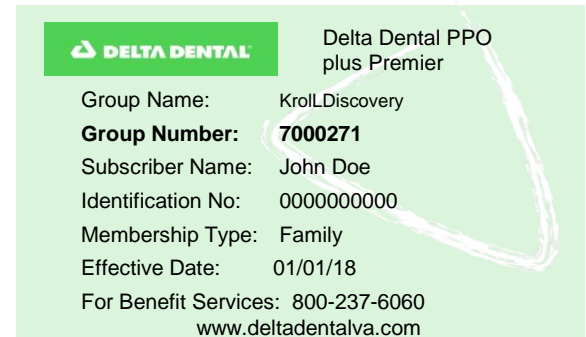 DELTA DENTAL
Delta Dental PPO
plus Premier
Group Name: KrolLDiscovery
Group Number: 7000271
Subscriber Name: John Doe
Identification No: 0000000000
Membership Type: Family
Effective Date: 01/01/18
For Benefit Services: 800-237-6060
www.deltadentalva.com